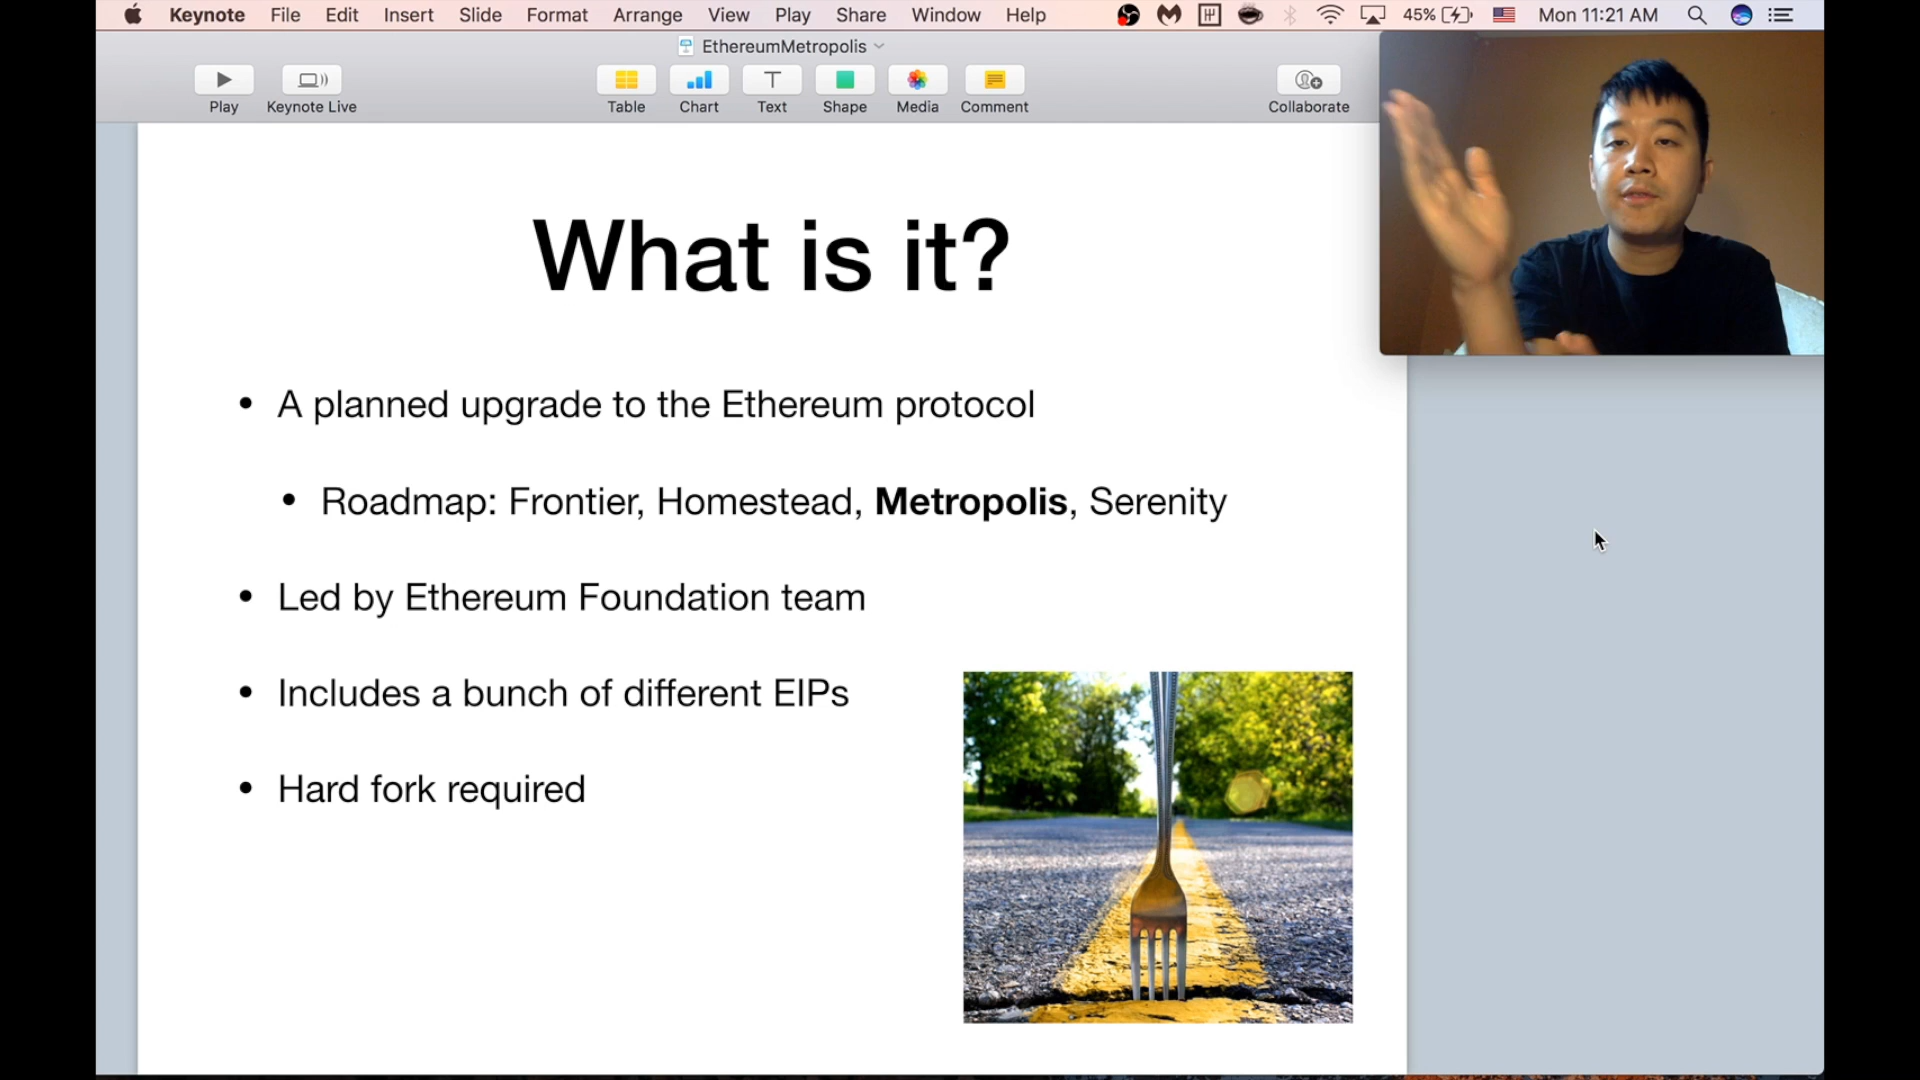 Keynote File Edit Insert Slide Format Arrange View Play Share Window Help 45% Mon 11:21 AM
EthereumMetropolis
Play Keynote Live Table Chart Text Shape Media Comment Collaborate
What is it?
• A planned upgrade to the Ethereum protocol
• Roadmap: Frontier, Homestead, Metropolis, Serenity
• Led by Ethereum Foundation team
• Includes a bunch of different EIPs
• Hard fork required